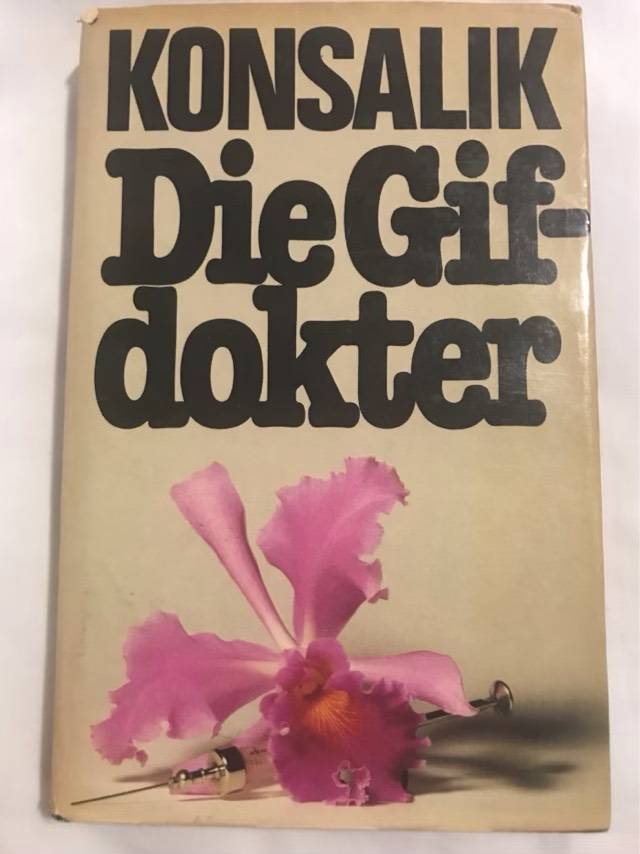 KONSALIK
Die Gif-
dokter